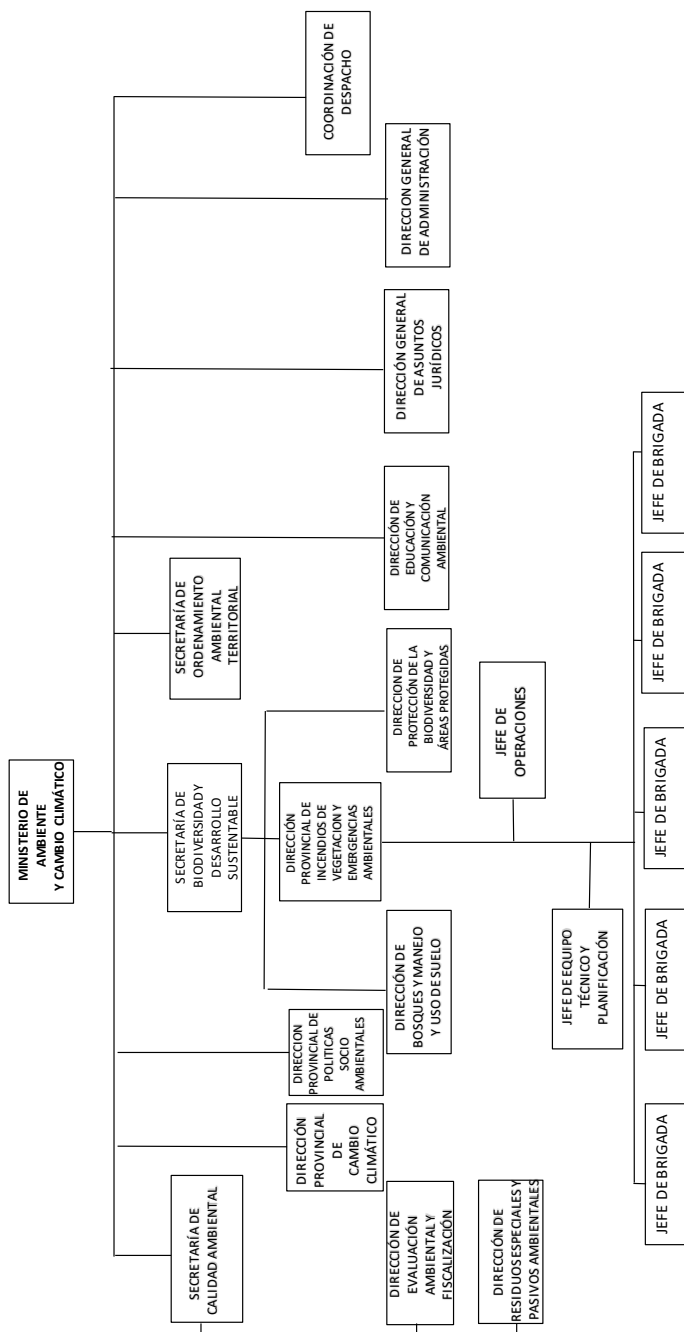 MINISTERIO DE
AMBIENTE
Y CAMBIO CLIMÁTICO
SECRETARÍA DE
CALIDAD AMBIENTAL
SECRETARÍA DE
BIODIVERSIDAD Y
DESARROLLO
SUSTENTABLE
SECRETARÍA DE
ORDENAMIENTO
AMBIENTAL
TERRITORIAL
DIRECCIÓN
PROVINCIAL
DE
CAMBIO
CLIMÁTICO
DIRECCION
PROVINCIAL DE
POLITICAS
SOCIO
AMBIENTALES
DIRECCIÓN
PROVINCIAL DE
INCENDIOS DE
VEGETACION Y
EMERGENCIAS
AMBIENTALES
COORDINACIÓN DE
DESPACHO
DIRECCIÓN DE
EVALUACIÓN
AMBIENTAL Y
FISCALIZACIÓN
DIRECCIÓN DE
BOSQUES Y MANEJO
Y USO DE SUELO
DIRECCION DE
PROTECCIÓN DE LA
BIODIVERSIDAD Y
ÁREAS PROTEGIDAS
DIRECCIÓN DE
EDUCACIÓN Y
COMUNICACIÓN
AMBIENTAL
DIRECCIÓN GENERAL
DE ASUNTOS
JURÍDICOS
DIRECCION GENERAL
DE ADMINISTRACIÓN
DIRECCIÓN DE
RESIDUOS ESPECIALES Y
PASIVOS AMBIENTALES
JEFE DE
OPERACIONES
JEFE DE EQUIPO
TÉCNICO Y
PLANIFICACIÓN
JEFE DE BRIGADA
JEFE DE BRIGADA
JEFE DE BRIGADA
JEFE DE BRIGADA
JEFE DE BRIGADA